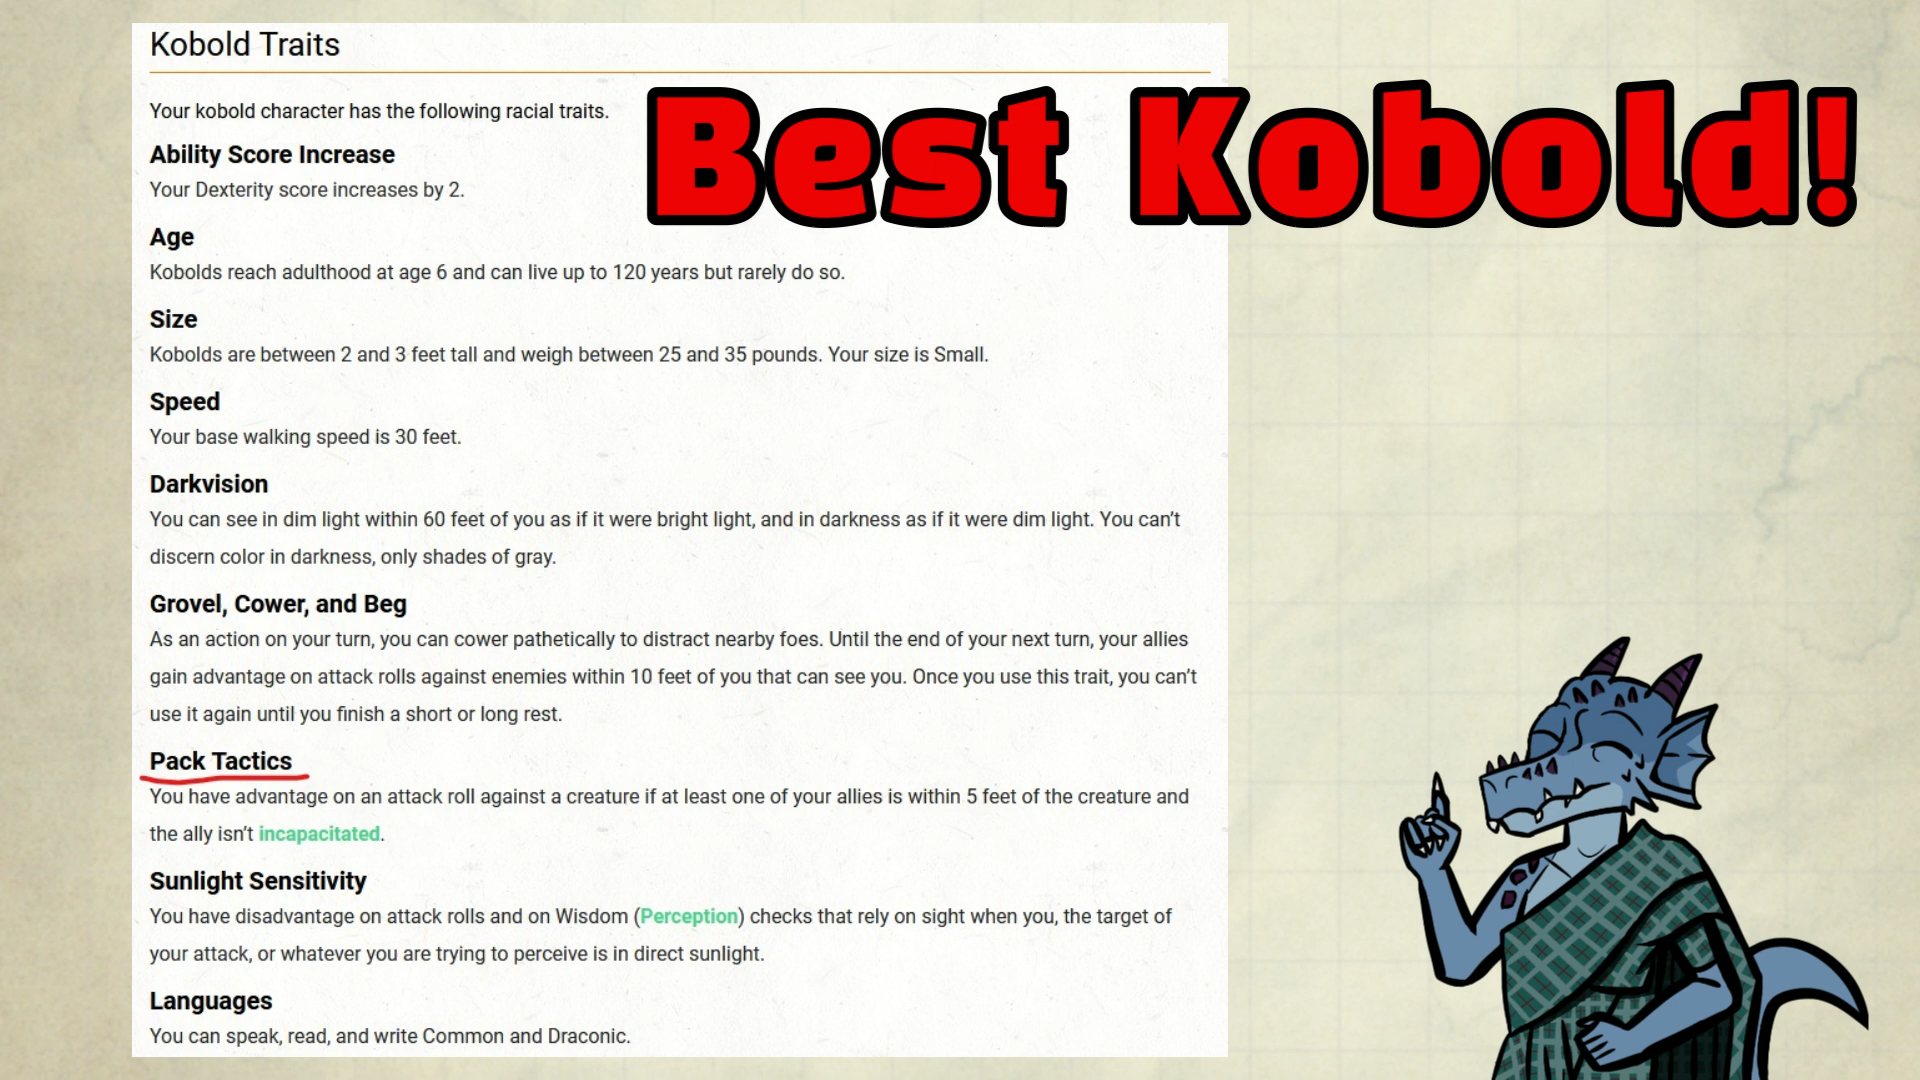 Kobold Traits
Best Kobold!
Your kobold character has the following racial traits.
Ability Score Increase
Your Dexterity score increases by 2.
Age
Kobolds reach adulthood at age 6 and can live up to 120 years but rarely do so.
Size
Kobolds are between 2 and 3 feet tall and weigh between 25 and 35 pounds. Your size is Small.
Speed
Your base walking speed is 30 feet.
Darkvision
You can see in dim light within 60 feet of you as if it were bright light, and in darkness as if it were dim light. You can’t
discern color in darkness, only shades of gray.
Grovel, Cower, and Beg
As an action on your turn, you can cower pathetically to distract nearby foes. Until the end of your next turn, your allies
gain advantage on attack rolls against enemies within 10 feet of you that can see you. Once you use this trait, you can’t
use it again until you finish a short or long rest.
Pack Tactics
You have advantage on an attack roll against a creature if at least one of your allies is within 5 feet of the creature and
the ally isn’t incapacitated.
Sunlight Sensitivity
You have disadvantage on attack rolls and on Wisdom (Perception) checks that rely on sight when you, the target of
your attack, or whatever you are trying to perceive is in direct sunlight.
Languages
You can speak, read, and write Common and Draconic.